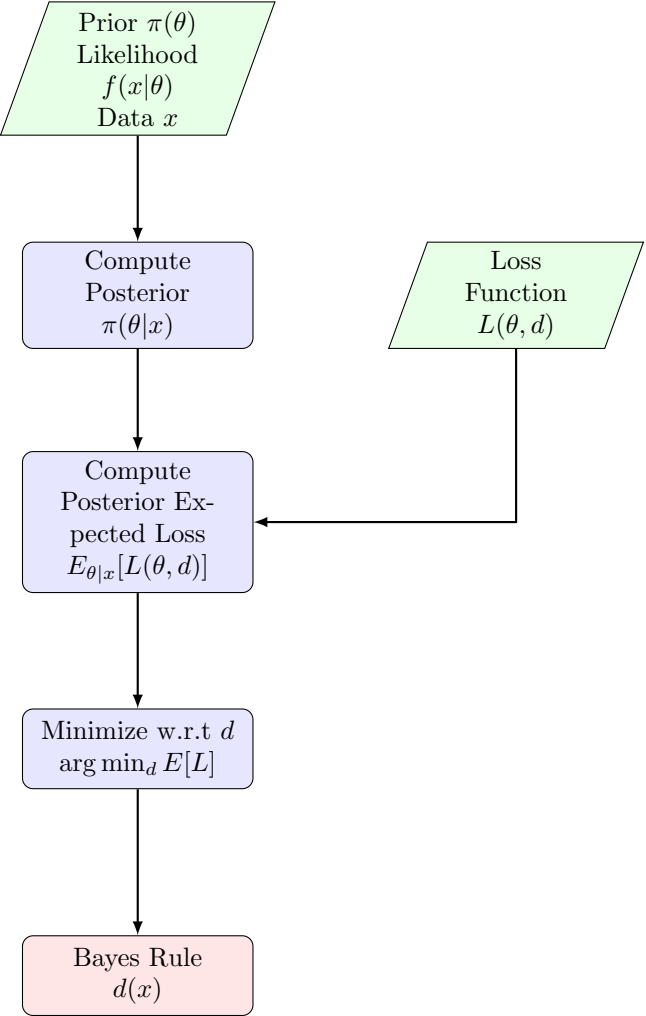 Prior π(θ)
Likelihood
f(x|θ)
Data x
Compute
Posterior
π(θ|x)
Loss
Function
L(θ, d)
Compute
Posterior Ex-
pected Loss
E_{θ|x}[L(θ, d)]
Minimize w.r.t d
arg min_d E[L]
Bayes Rule
d(x)